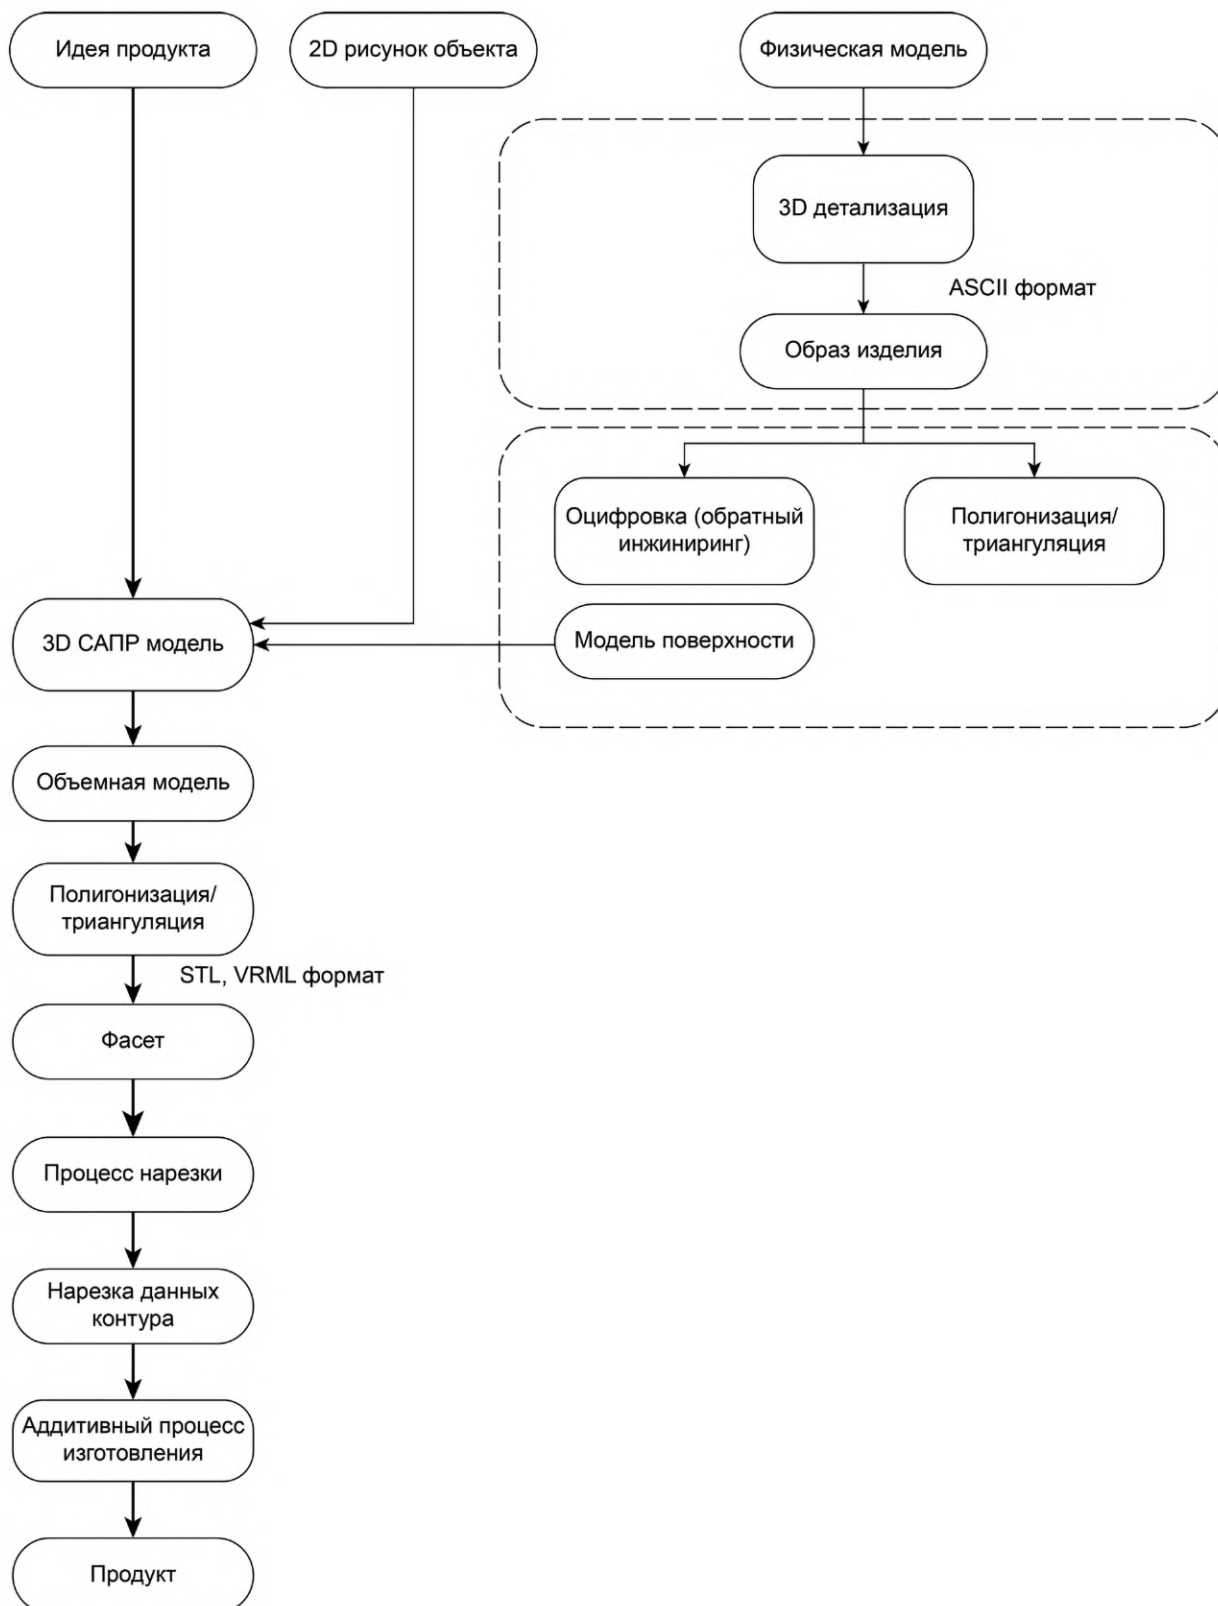 Идея продукта
2D рисунок объекта
Физическая модель
3D детализация
ASCII формат
Образ изделия
Оцифровка (обратный
инжиниринг)
Полигонизация/
триангуляция
Модель поверхности
3D САПР модель
Объемная модель
Полигонизация/
триангуляция
STL, VRML формат
Фасет
Процесс нарезки
Нарезка данных
контура
Аддитивный процесс
изготовления
Продукт